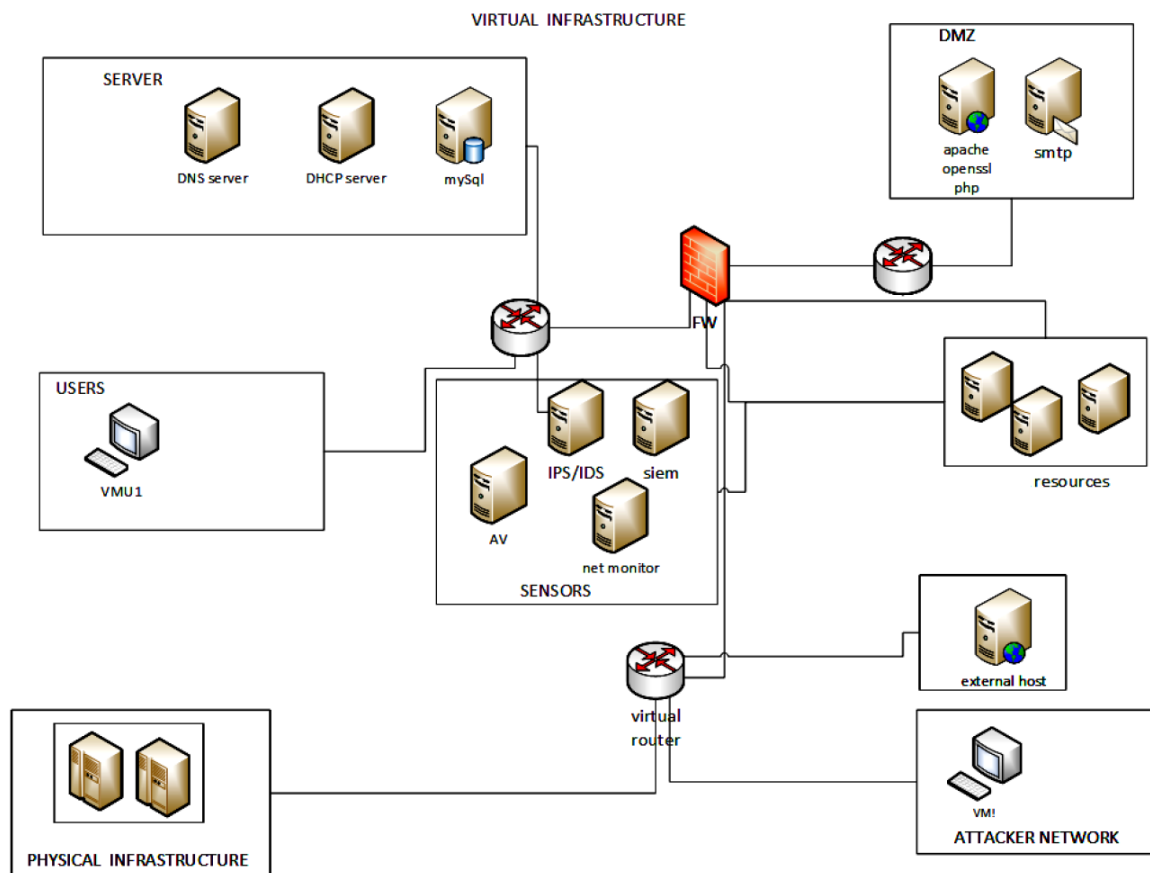 VIRTUAL INFRASTRUCTURE
DMZ
SERVER
DNS server
DHCP server
mySql
apache
openssl
php
smtp
FW
USERS
VMU1
IPS/IDS
siem
AV
net monitor
SENSORS
resources
external host
virtual
router
VM!
ATTACKER NETWORK
PHYSICAL INFRASTRUCTURE